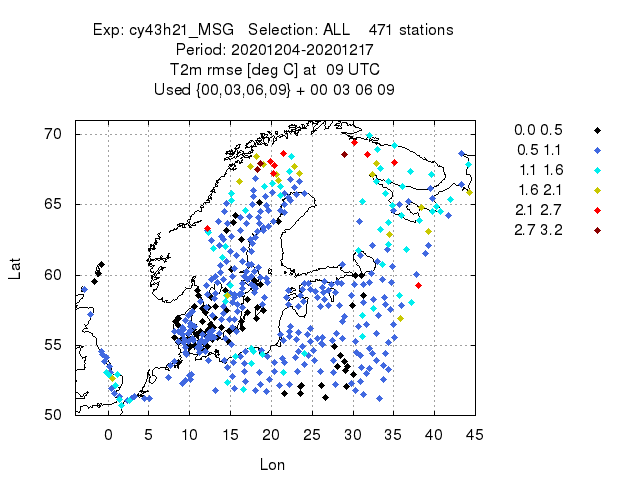 Exp: cy43h21_MSG Selection: ALL 471 stations
Period: 20201204-20201217
T2m rmse [deg C] at 09 UTC
Used {00,03,06,09} + 00 03 06 09
70
65
60
55
50
Lat
0 5 10 15 20 25 30 35 40 45
Lon
0.0 0.5
0.5 1.1
1.1 1.6
1.6 2.1
2.1 2.7
2.7 3.2